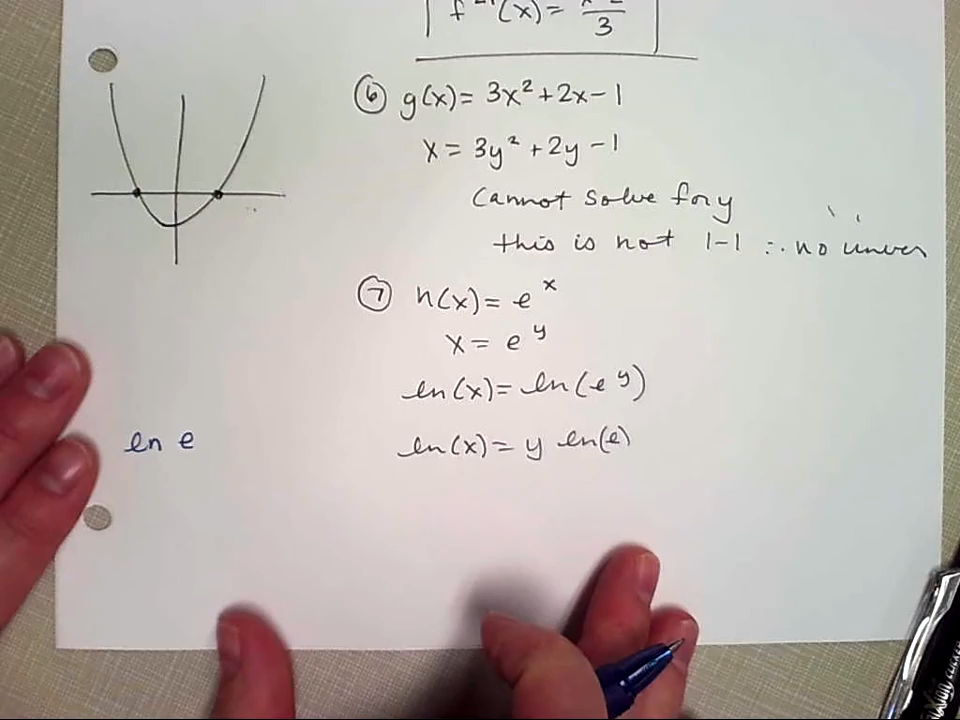 f⁻¹(x) = x-2/3
⑥ g(x) = 3x² + 2x - 1
x = 3y² + 2y - 1
Cannot solve for y
this is not 1-1 ∴ no inver
⑦ h(x) = e^x
x = e^y
ln(x) = ln(e^y)
ln(x) = y ln(e)
ln e